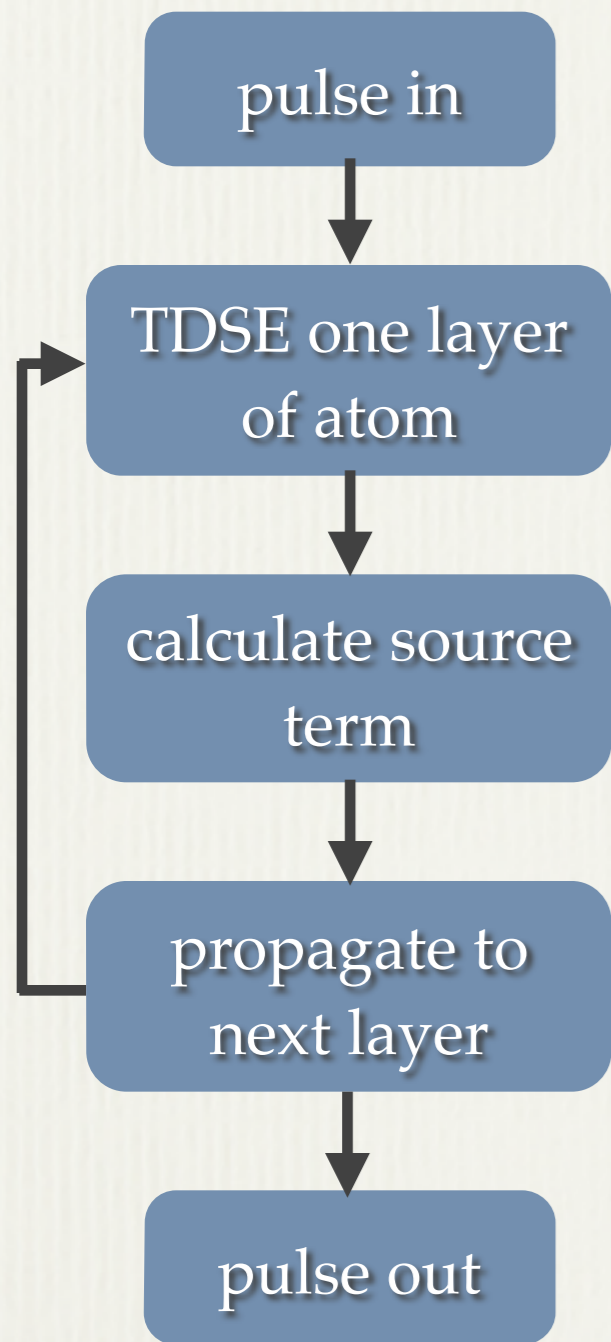 pulse in
TDSE one layer
of atom
calculate source
term
propagate to
next layer
pulse out